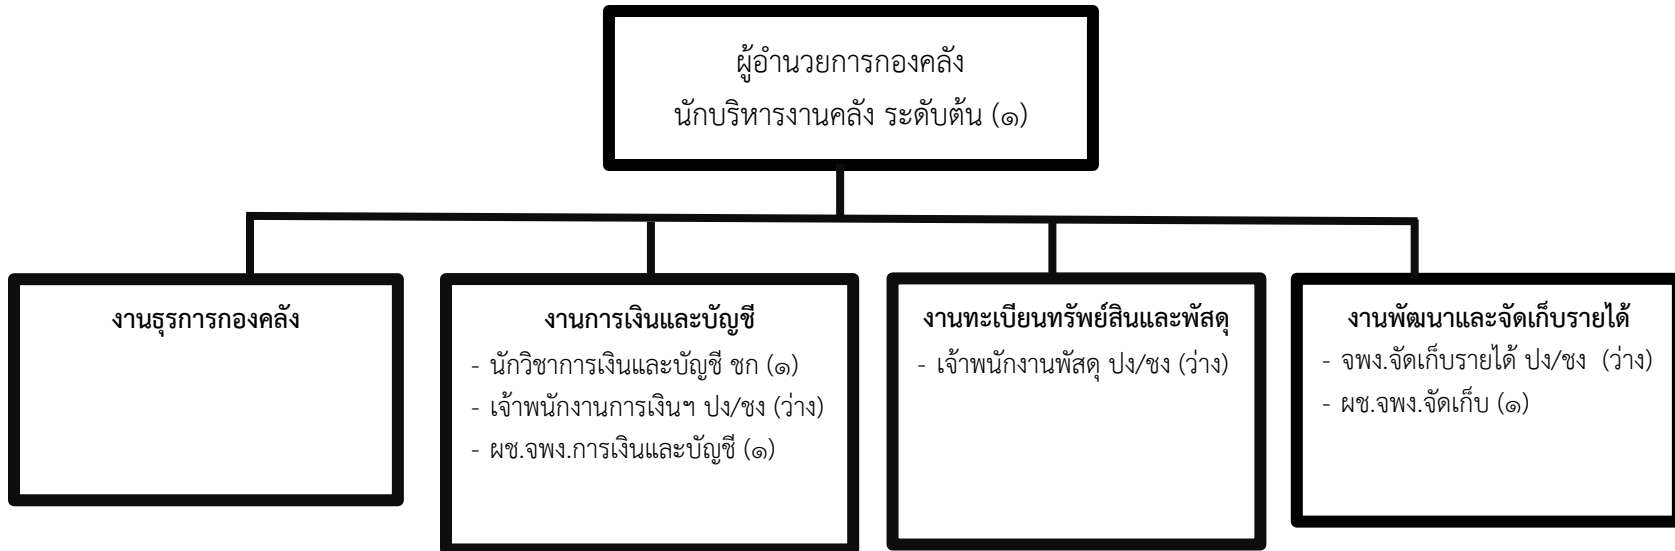 ผู้อำนวยการกองคลัง
นักบริหารงานคลัง ระดับต้น (๑)
งานธุรการกองคลัง
งานการเงินและบัญชี
- นักวิชาการเงินและบัญชี ชก (๑)
- เจ้าพนักงานการเงินฯ ปง/ชง (ว่าง)
- ผช.จพง.การเงินและบัญชี (๑)
งานทะเบียนทรัพย์สินและพัสดุ
- เจ้าพนักงานพัสดุ ปง/ชง (ว่าง)
งานพัฒนาและจัดเก็บรายได้
- จพง.จัดเก็บรายได้ ปง/ชง (ว่าง)
- ผช.จพง.จัดเก็บ (๑)